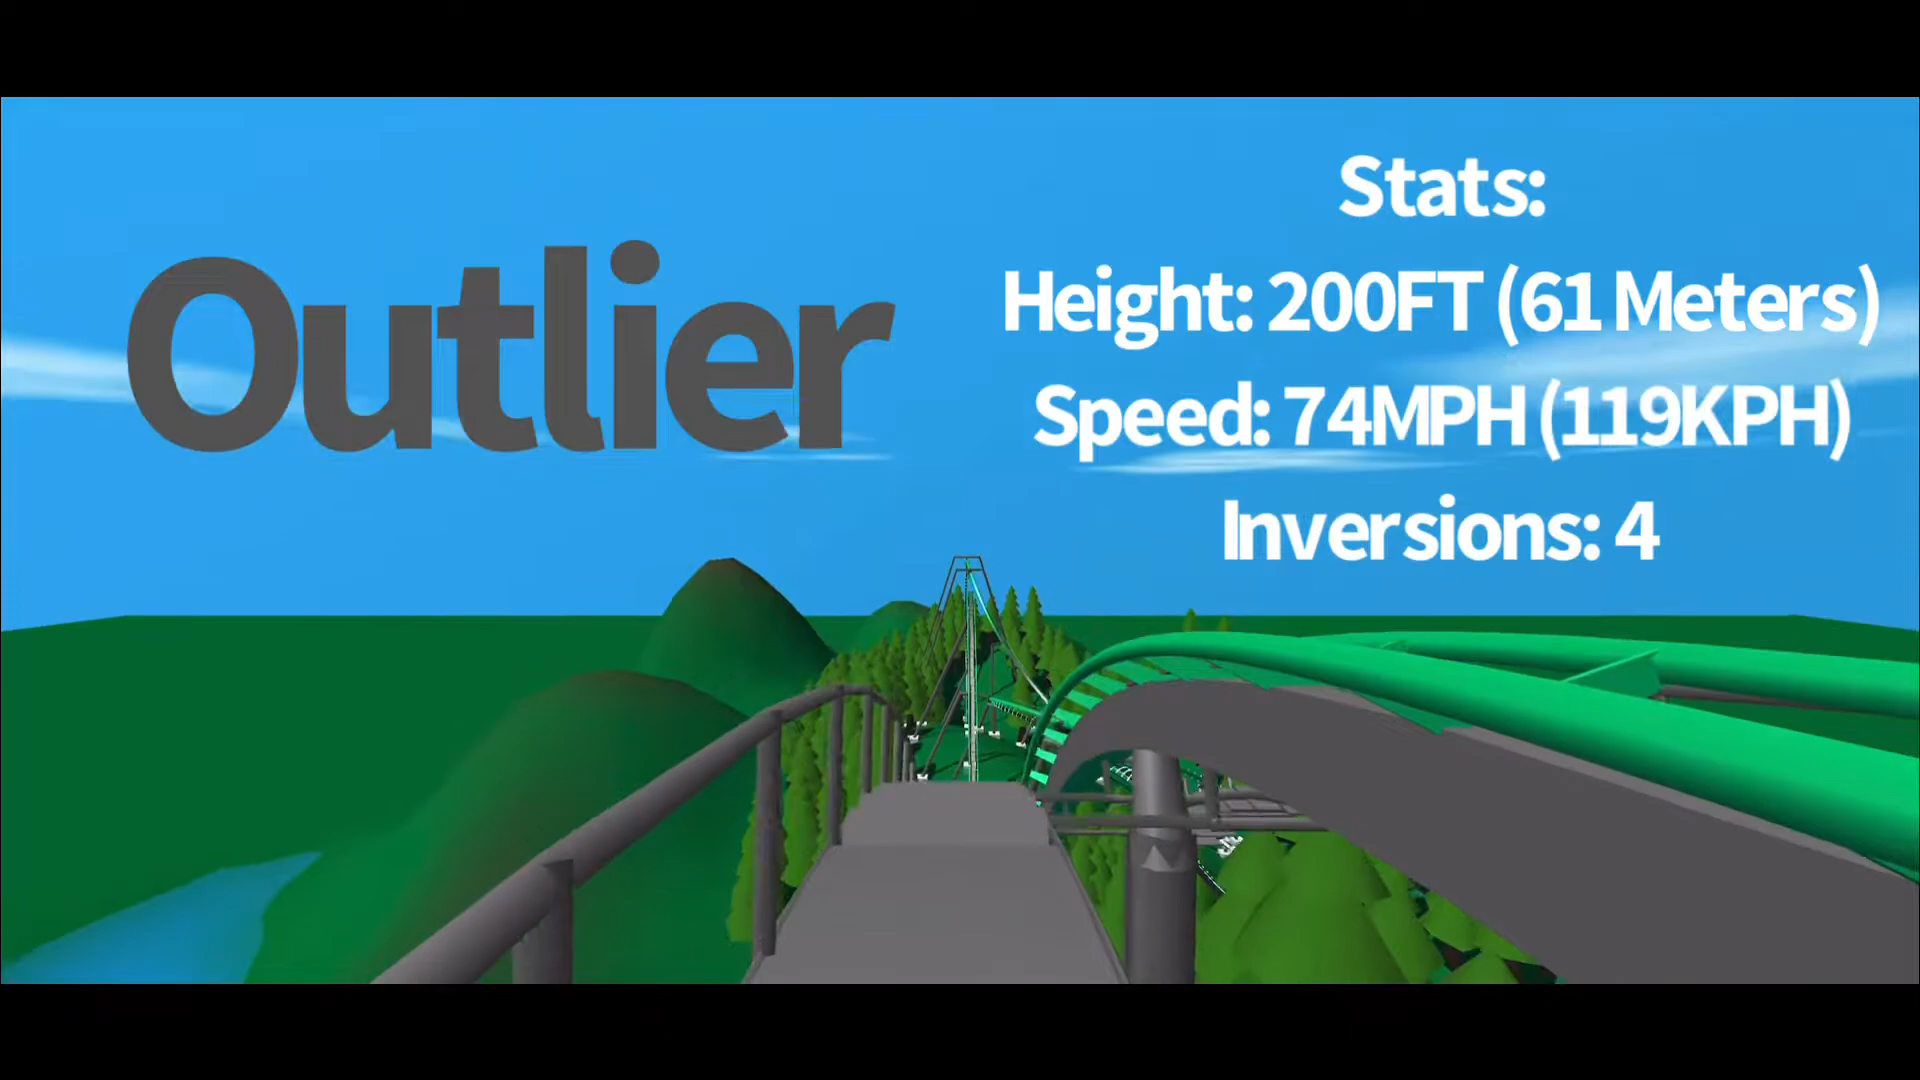 Outlier
Stats:
Height: 200FT (61 Meters)
Speed: 74MPH (119KPH)
Inversions: 4